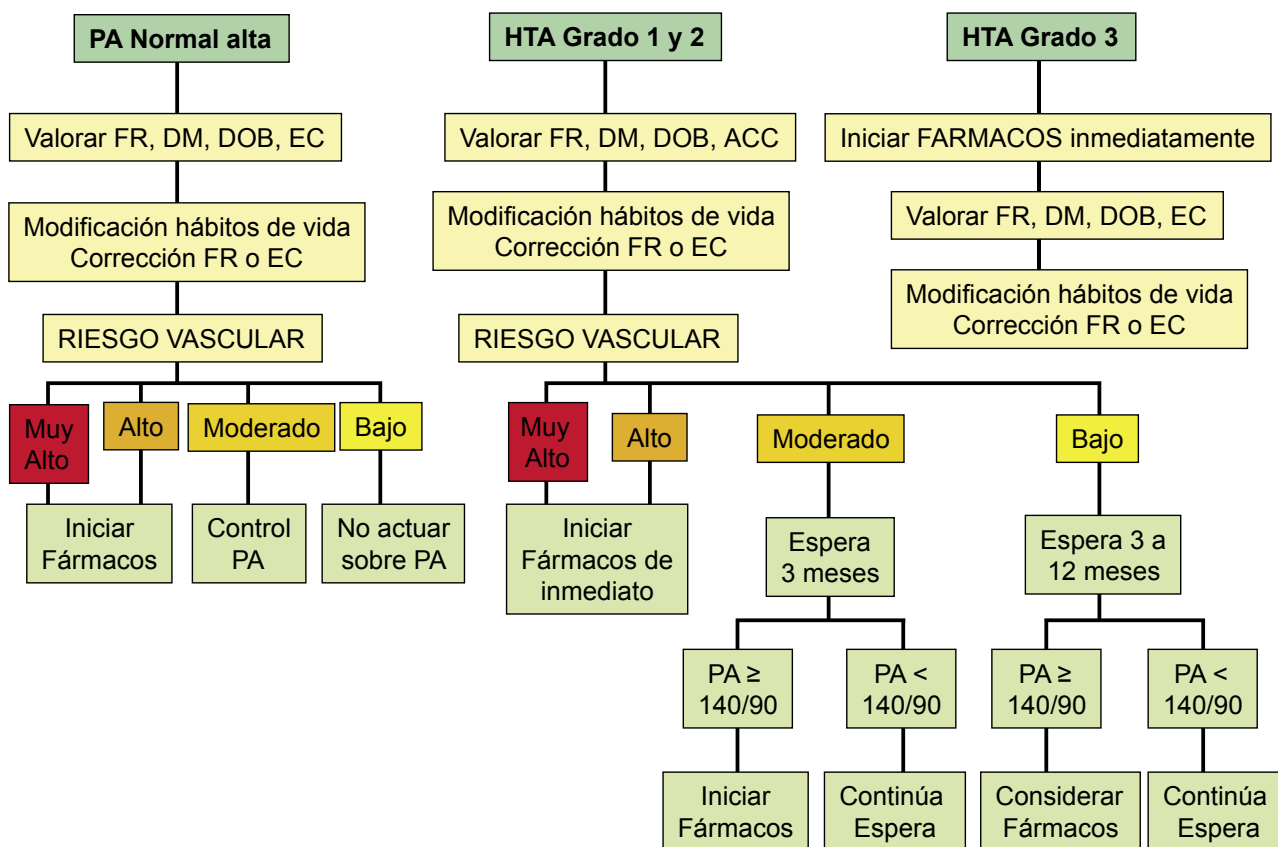 PA Normal alta
Valorar FR, DM, DOB, EC
Modificación hábitos de vida
Corrección FR o EC
RIESGO VASCULAR
Muy
Alto
Alto
Moderado
Bajo
Iniciar
Fármacos
Control
PA
No actuar
sobre PA
HTA Grado 1 y 2
Valorar FR, DM, DOB, ACC
Modificación hábitos de vida
Corrección FR o EC
RIESGO VASCULAR
Muy
Alto
Alto
Moderado
Bajo
Iniciar
Fármacos de
inmediato
Espera
3 meses
Espera 3 a
12 meses
PA ≥
140/90
PA <
140/90
PA ≥
140/90
PA <
140/90
Iniciar
Fármacos
Continúa
Espera
Considerar
Fármacos
Continúa
Espera
HTA Grado 3
Iniciar FARMACOS inmediatamente
Valorar FR, DM, DOB, EC
Modificación hábitos de vida
Corrección FR o EC